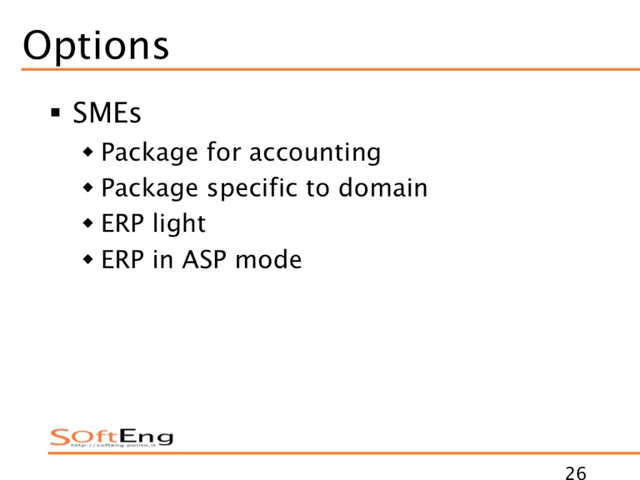 Options
SMEs
Package for accounting
Package specific to domain
ERP light
ERP in ASP mode
SOftEng
http://softeng.polito.it
26